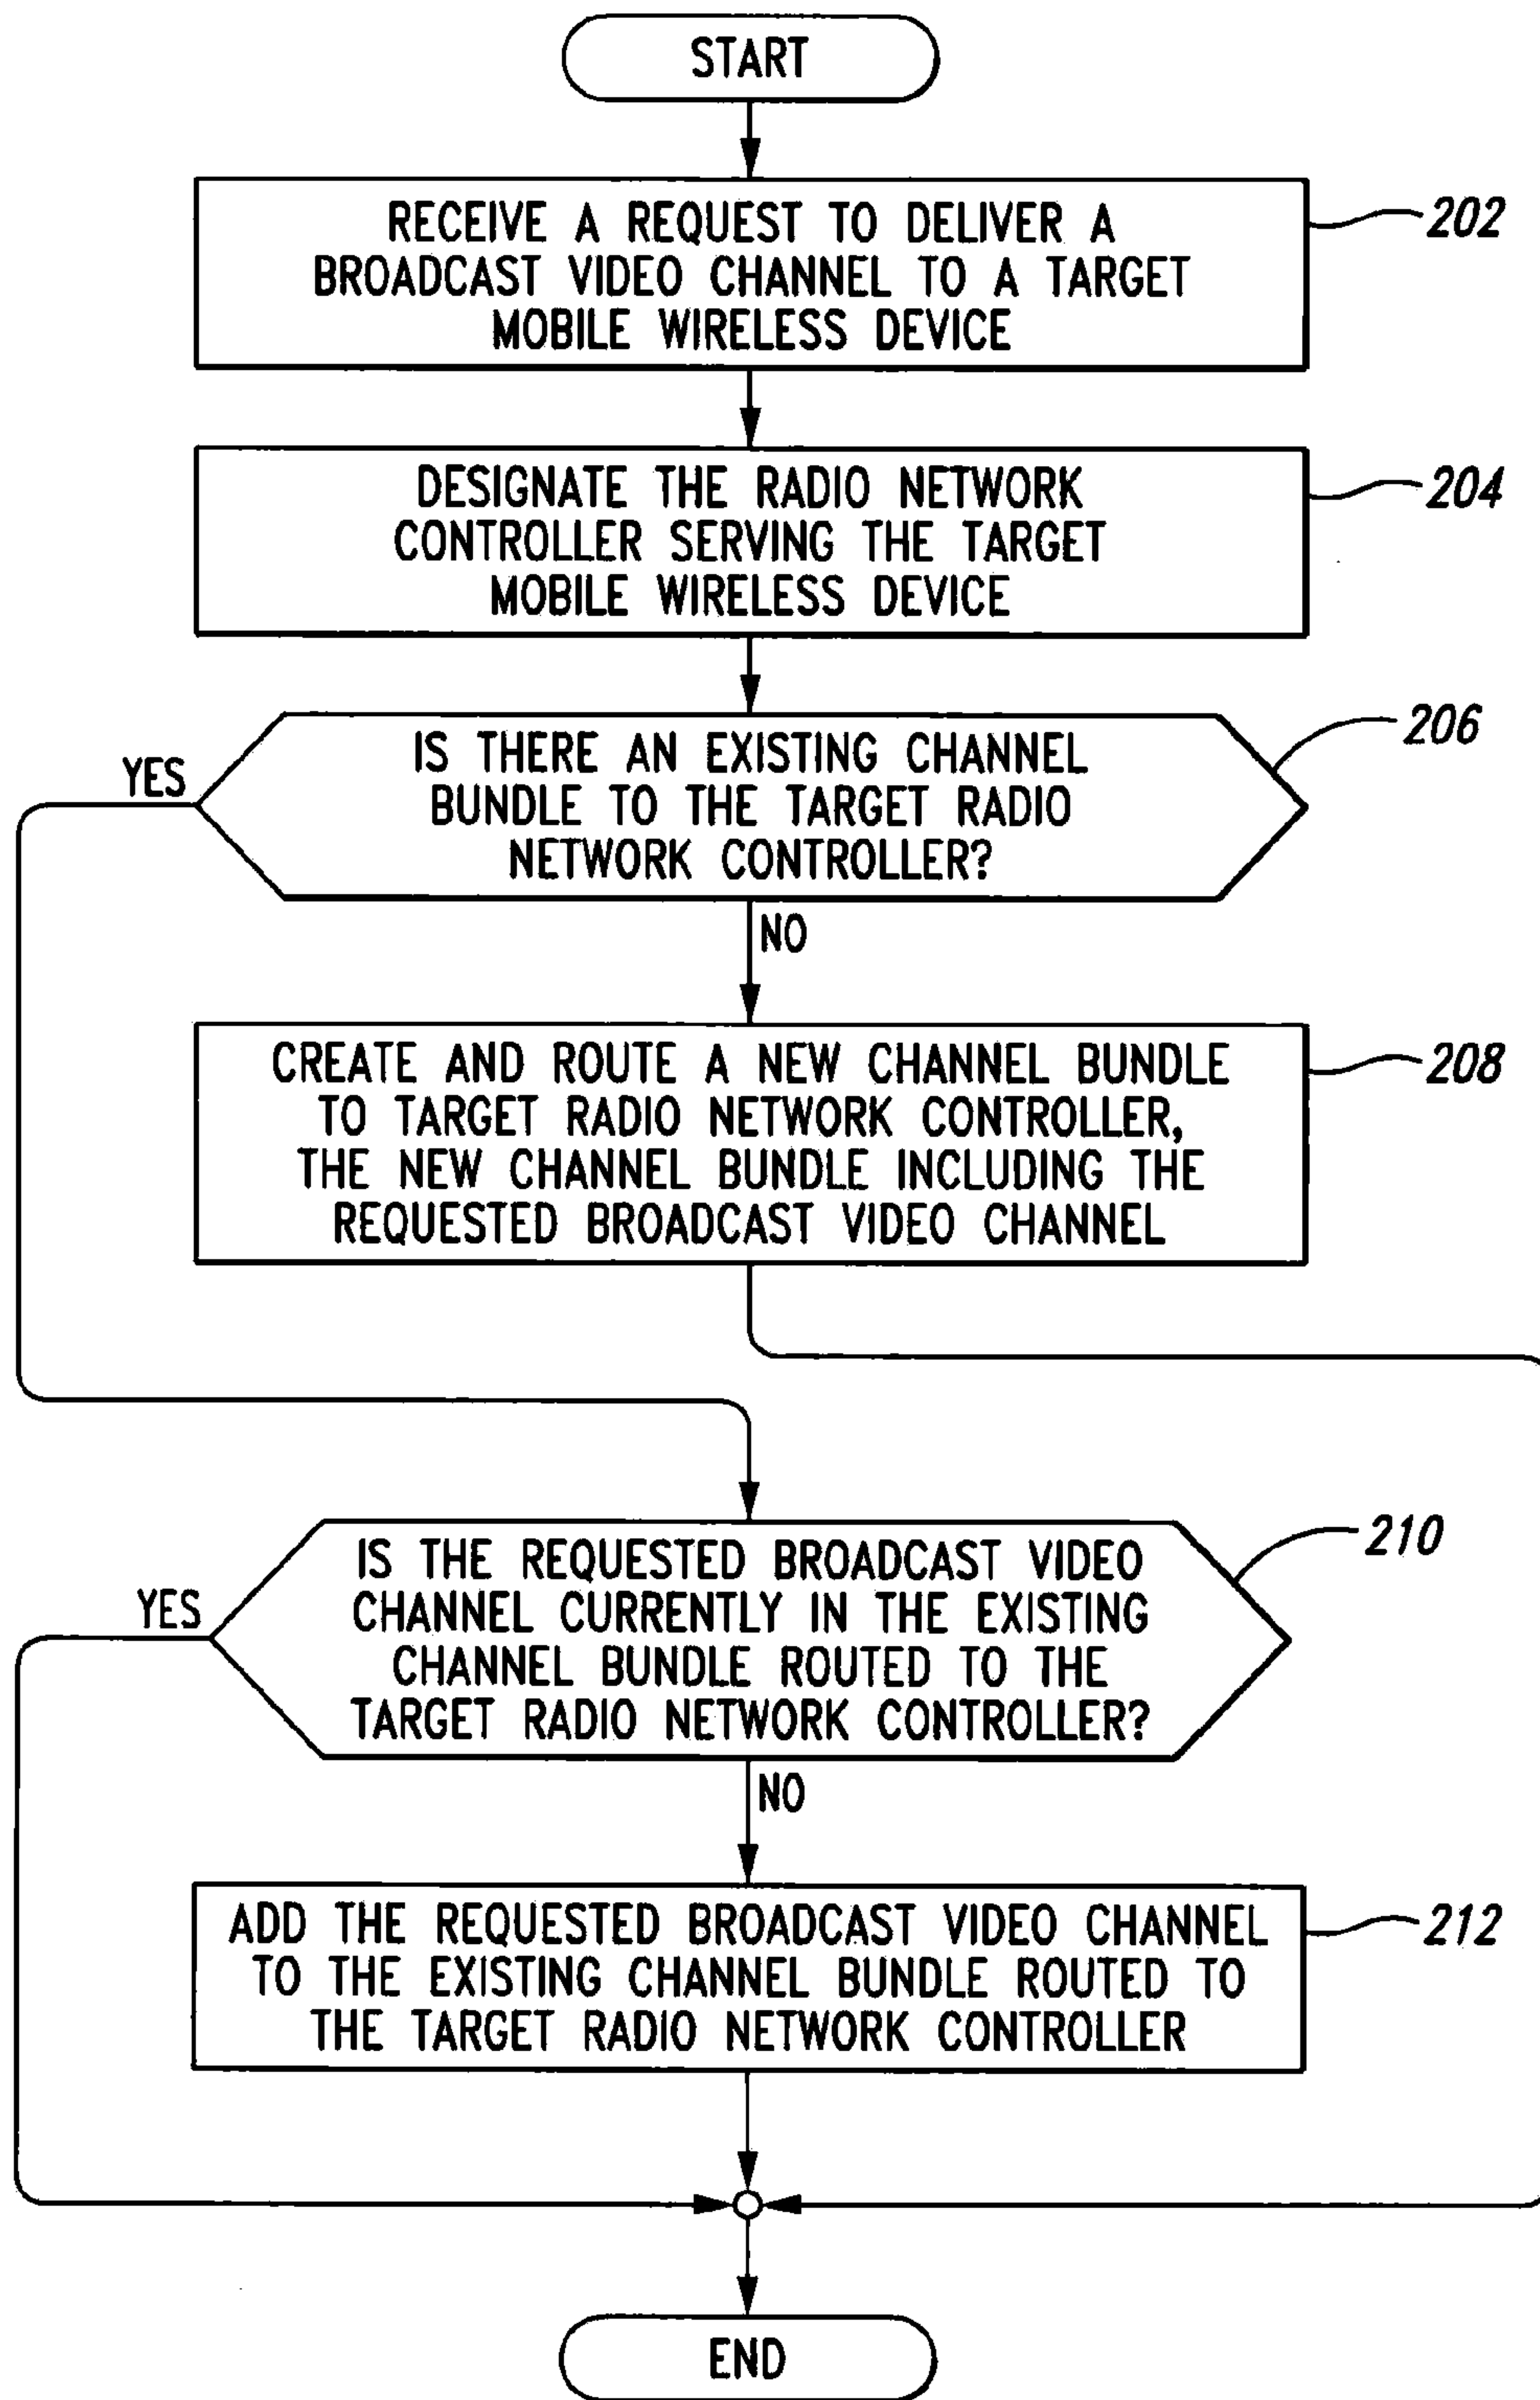 START
RECEIVE A REQUEST TO DELIVER A
BROADCAST VIDEO CHANNEL TO A TARGET
MOBILE WIRELESS DEVICE
202
DESIGNATE THE RADIO NETWORK
CONTROLLER SERVING THE TARGET
MOBILE WIRELESS DEVICE
204
IS THERE AN EXISTING CHANNEL
BUNDLE TO THE TARGET RADIO
NETWORK CONTROLLER?
206
YES
NO
CREATE AND ROUTE A NEW CHANNEL BUNDLE
TO TARGET RADIO NETWORK CONTROLLER,
THE NEW CHANNEL BUNDLE INCLUDING THE
REQUESTED BROADCAST VIDEO CHANNEL
208
IS THE REQUESTED BROADCAST VIDEO
CHANNEL CURRENTLY IN THE EXISTING
CHANNEL BUNDLE ROUTED TO THE
TARGET RADIO NETWORK CONTROLLER?
210
YES
NO
ADD THE REQUESTED BROADCAST VIDEO CHANNEL
TO THE EXISTING CHANNEL BUNDLE ROUTED TO
THE TARGET RADIO NETWORK CONTROLLER
212
END